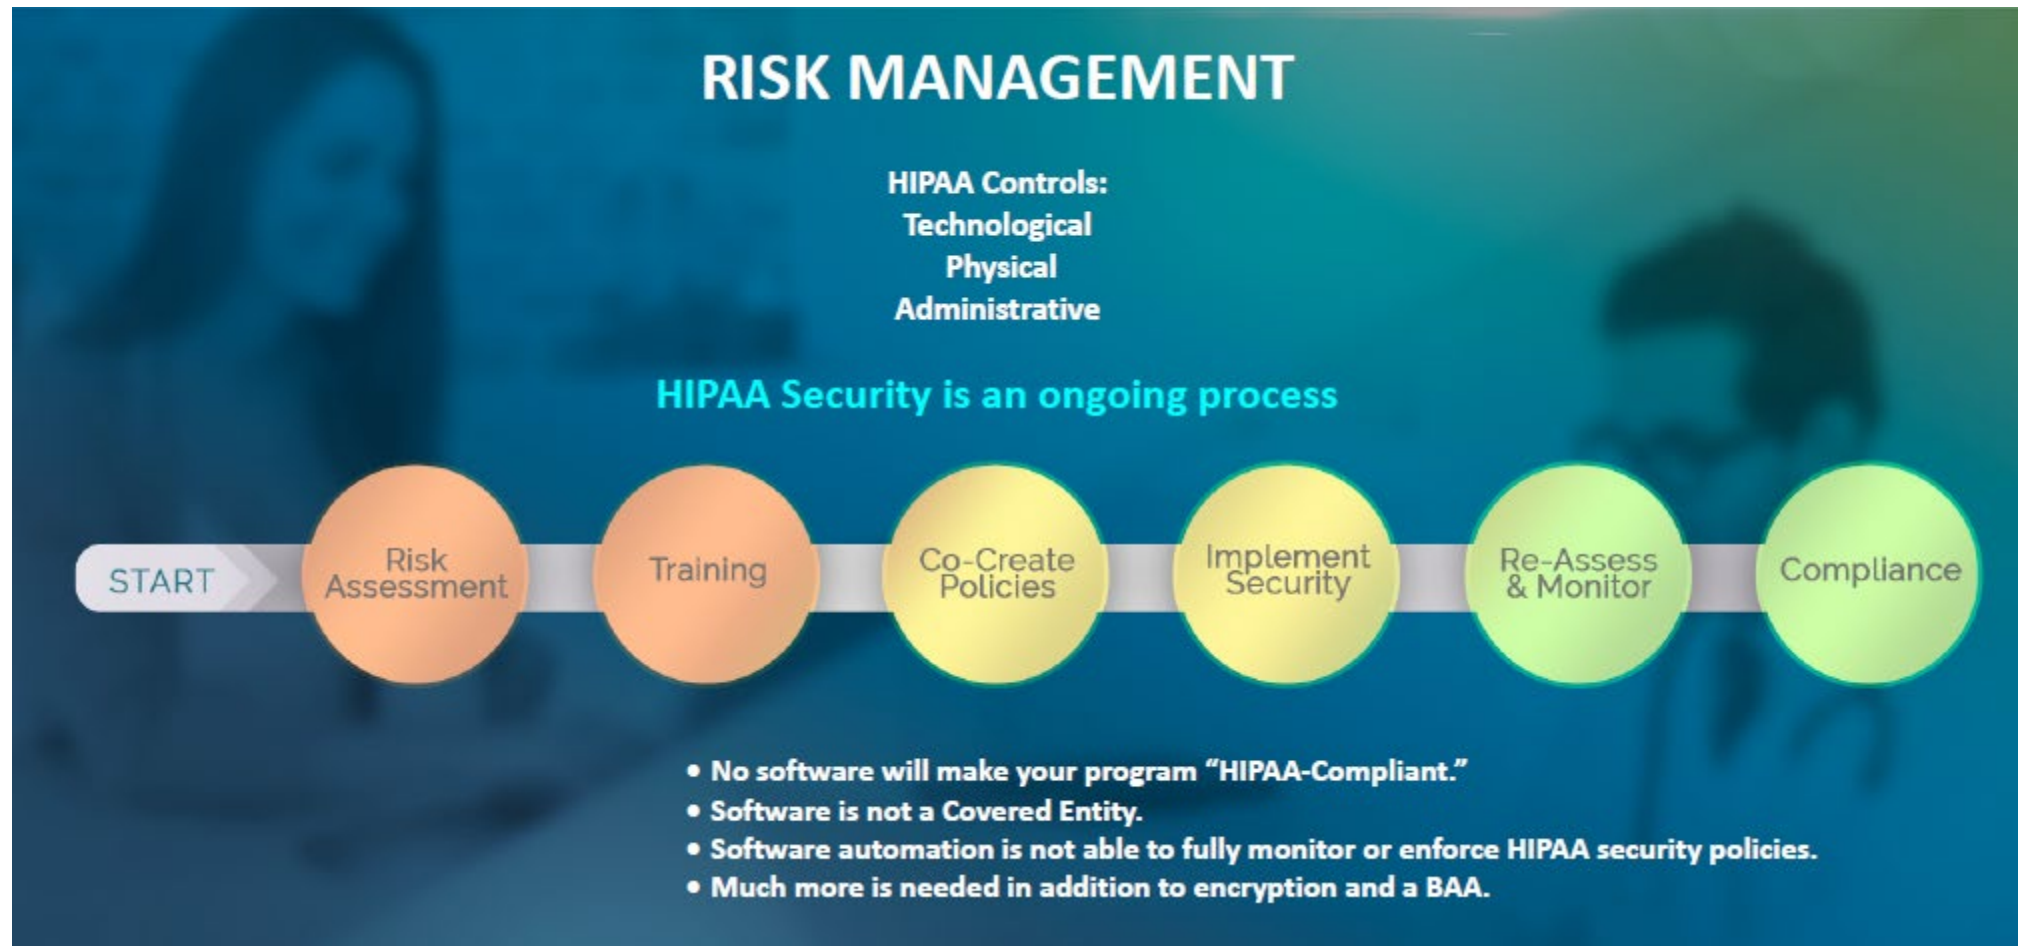 RISK MANAGEMENT
HIPAA Controls:
Technological
Physical
Administrative
HIPAA Security is an ongoing process
START
Risk
Assessment
Training
Co-Create
Policies
Implement
Security
Re-Assess
& Monitor
Compliance
• No software will make your program “HIPAA-Compliant.”
• Software is not a Covered Entity.
• Software automation is not able to fully monitor or enforce HIPAA security policies.
• Much more is needed in addition to encryption and a BAA.